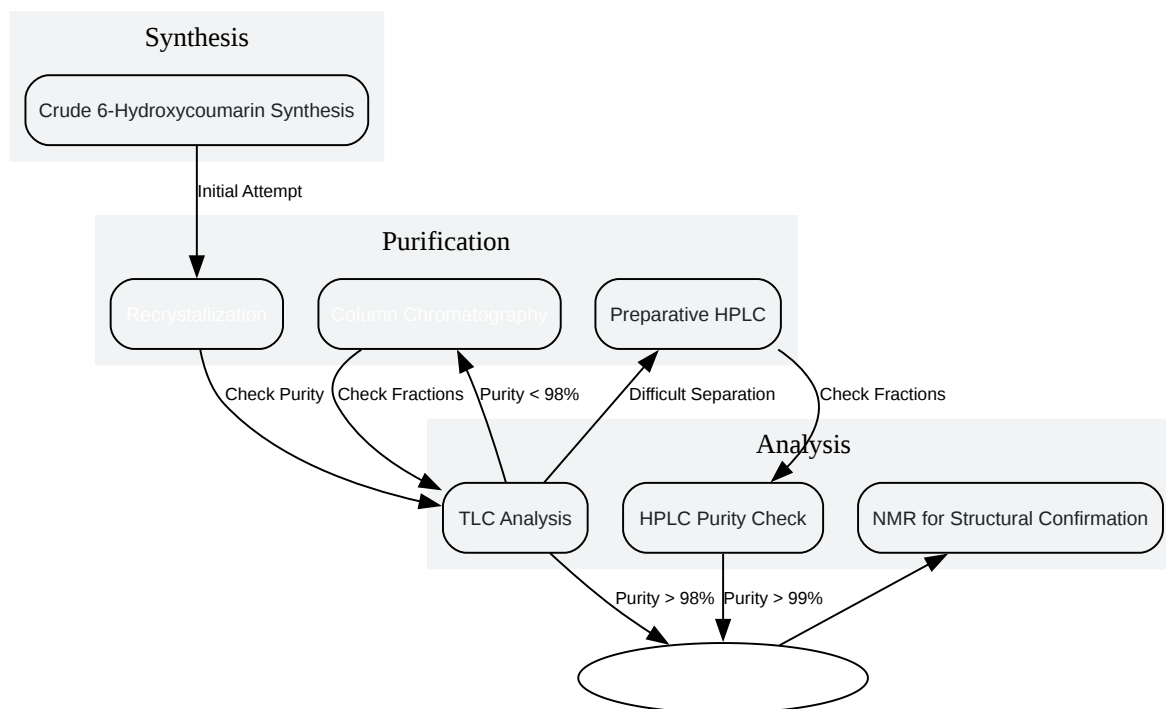 Synthesis
Crude 6-Hydroxycoumarin Synthesis
Initial Attempt
Purification
Recrystallization
Column Chromatography
Preparative HPLC
Check Purity
Check Fractions
Purity < 98%
Difficult Separation
Check Fractions
Analysis
TLC Analysis
HPLC Purity Check
NMR for Structural Confirmation
Purity > 98%
Purity > 99%